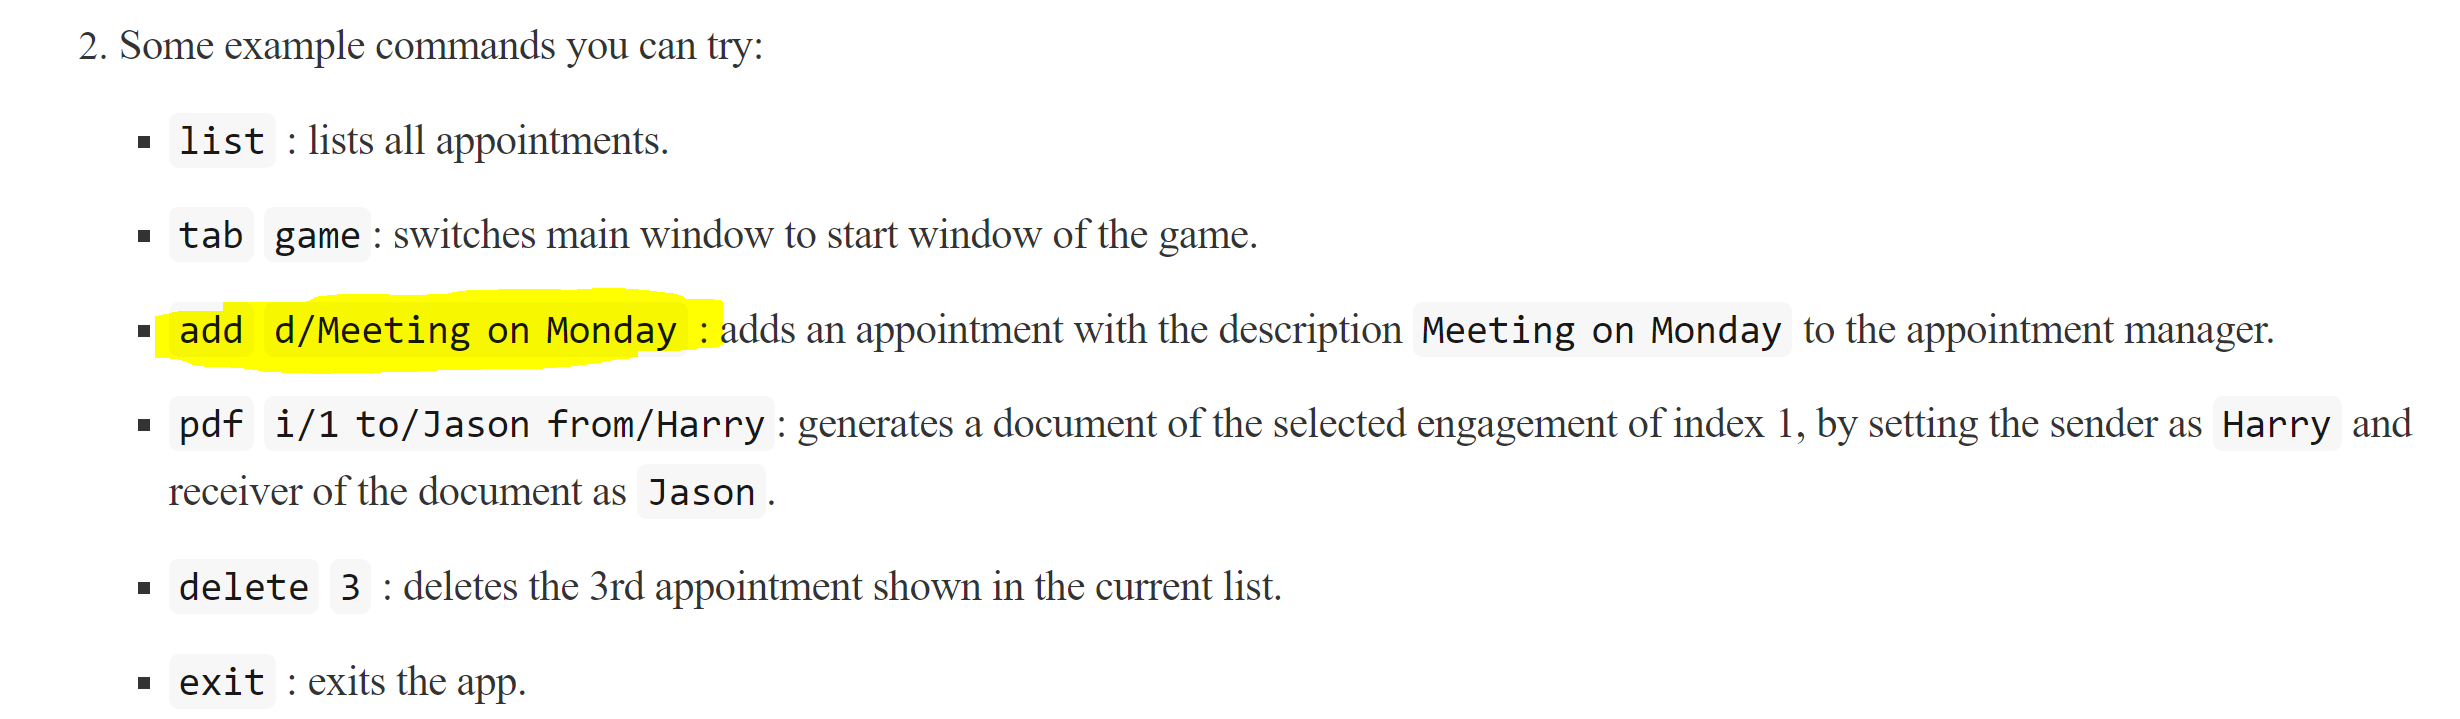 2. Some example commands you can try:
▪ list : lists all appointments.
▪ tab game : switches main window to start window of the game.
▪ add d/Meeting on Monday : adds an appointment with the description Meeting on Monday to the appointment manager.
▪ pdf i/1 to/Jason from/Harry : generates a document of the selected engagement of index 1, by setting the sender as Harry and
receiver of the document as Jason .
▪ delete 3 : deletes the 3rd appointment shown in the current list.
▪ exit : exits the app.